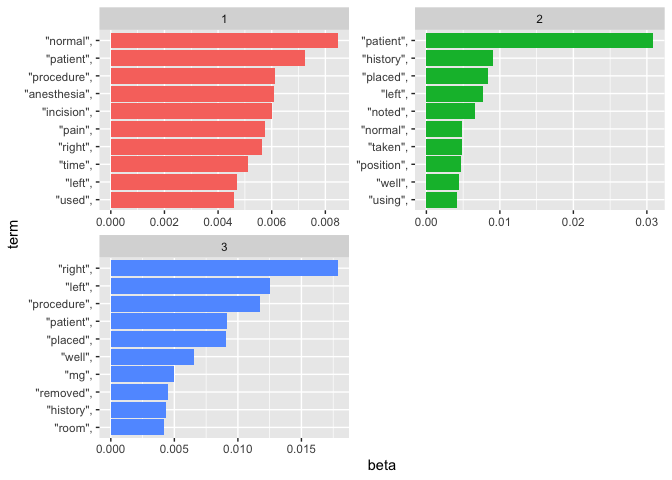 1
"normal",
"patient",
"procedure",
"anesthesia",
"incision",
"pain",
"right",
"time",
"left",
"used",
0.000 0.002 0.004 0.006 0.008
2
"patient",
"history",
"placed",
"left",
"noted",
"normal",
"taken",
"position",
"well",
"using",
0.00 0.01 0.02 0.03
3
"right",
"left",
"procedure",
"patient",
"placed",
"well",
"mg",
"removed",
"history",
"room",
0.000 0.005 0.010 0.015
term
beta